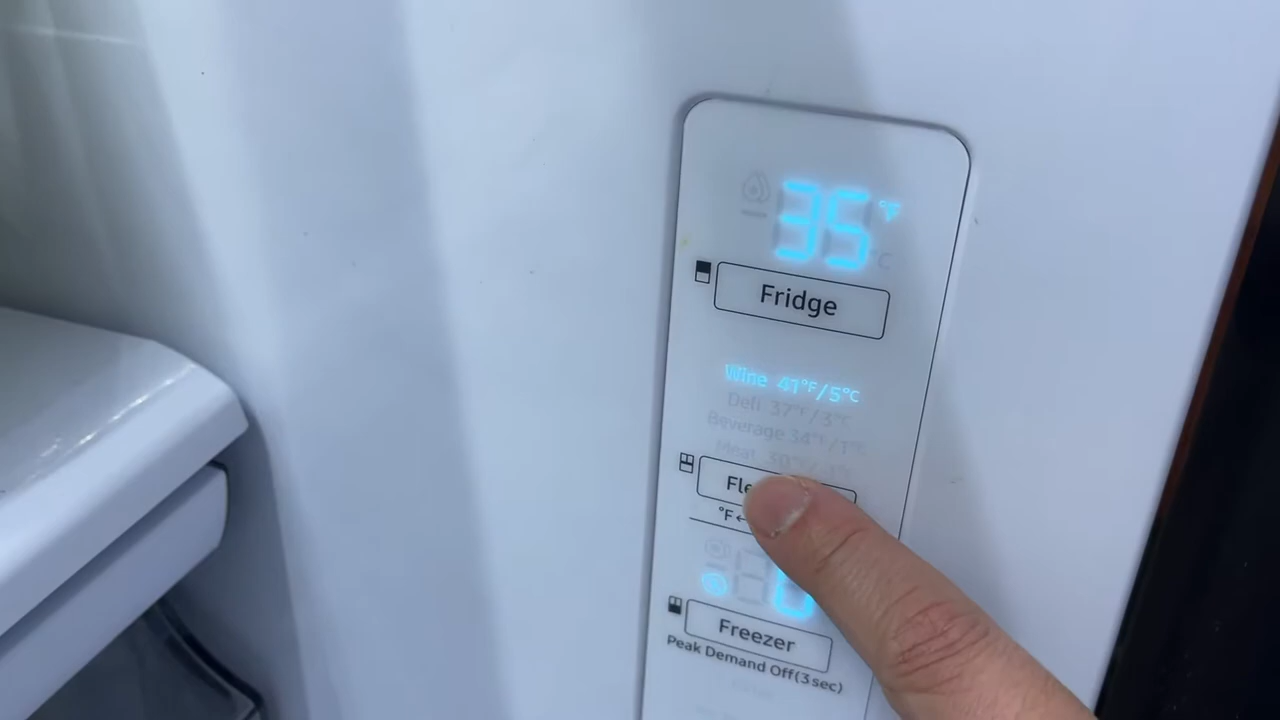 35 °F
°C
Fridge
Wine 41°F/5°C
Deli 37°F/3°C
Beverage 34°F/1°C
Meat 30°F/
Fle
°F
Freezer
Peak Demand Off(3sec)